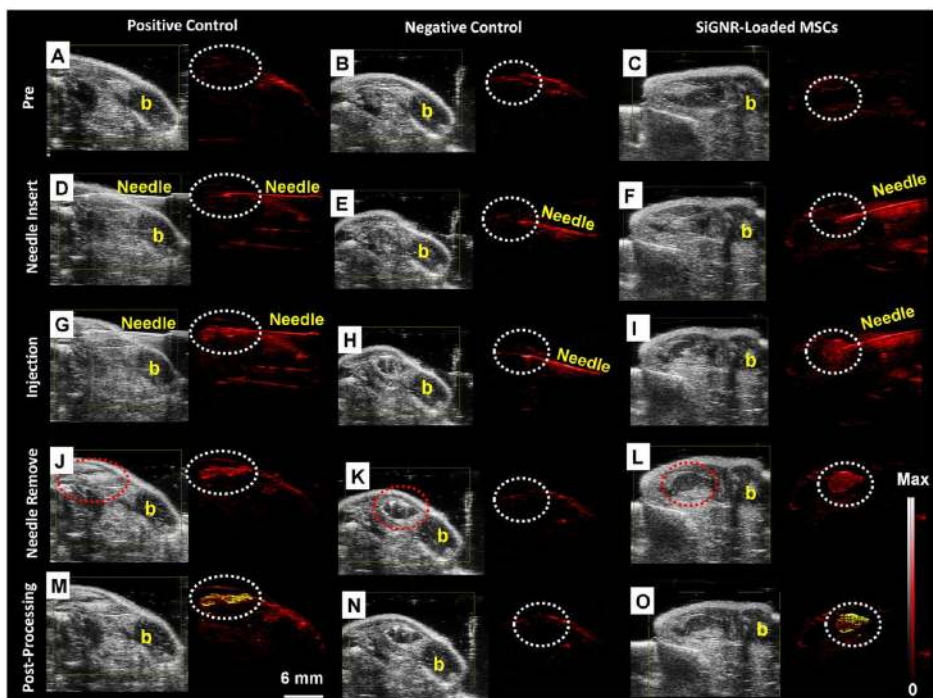 Positive Control
Negative Control
SiGNR-Loaded MSCs
Pre
A
b
B
b
C
b
Needle Insert
D
Needle
Needle
b
E
b
Needle
F
b
Needle
Injection
G
Needle
Needle
b
H
b
Needle
I
b
Needle
Needle Remove
J
b
K
b
L
b
Max
Post-Processing
M
b
N
b
O
b
6 mm
0